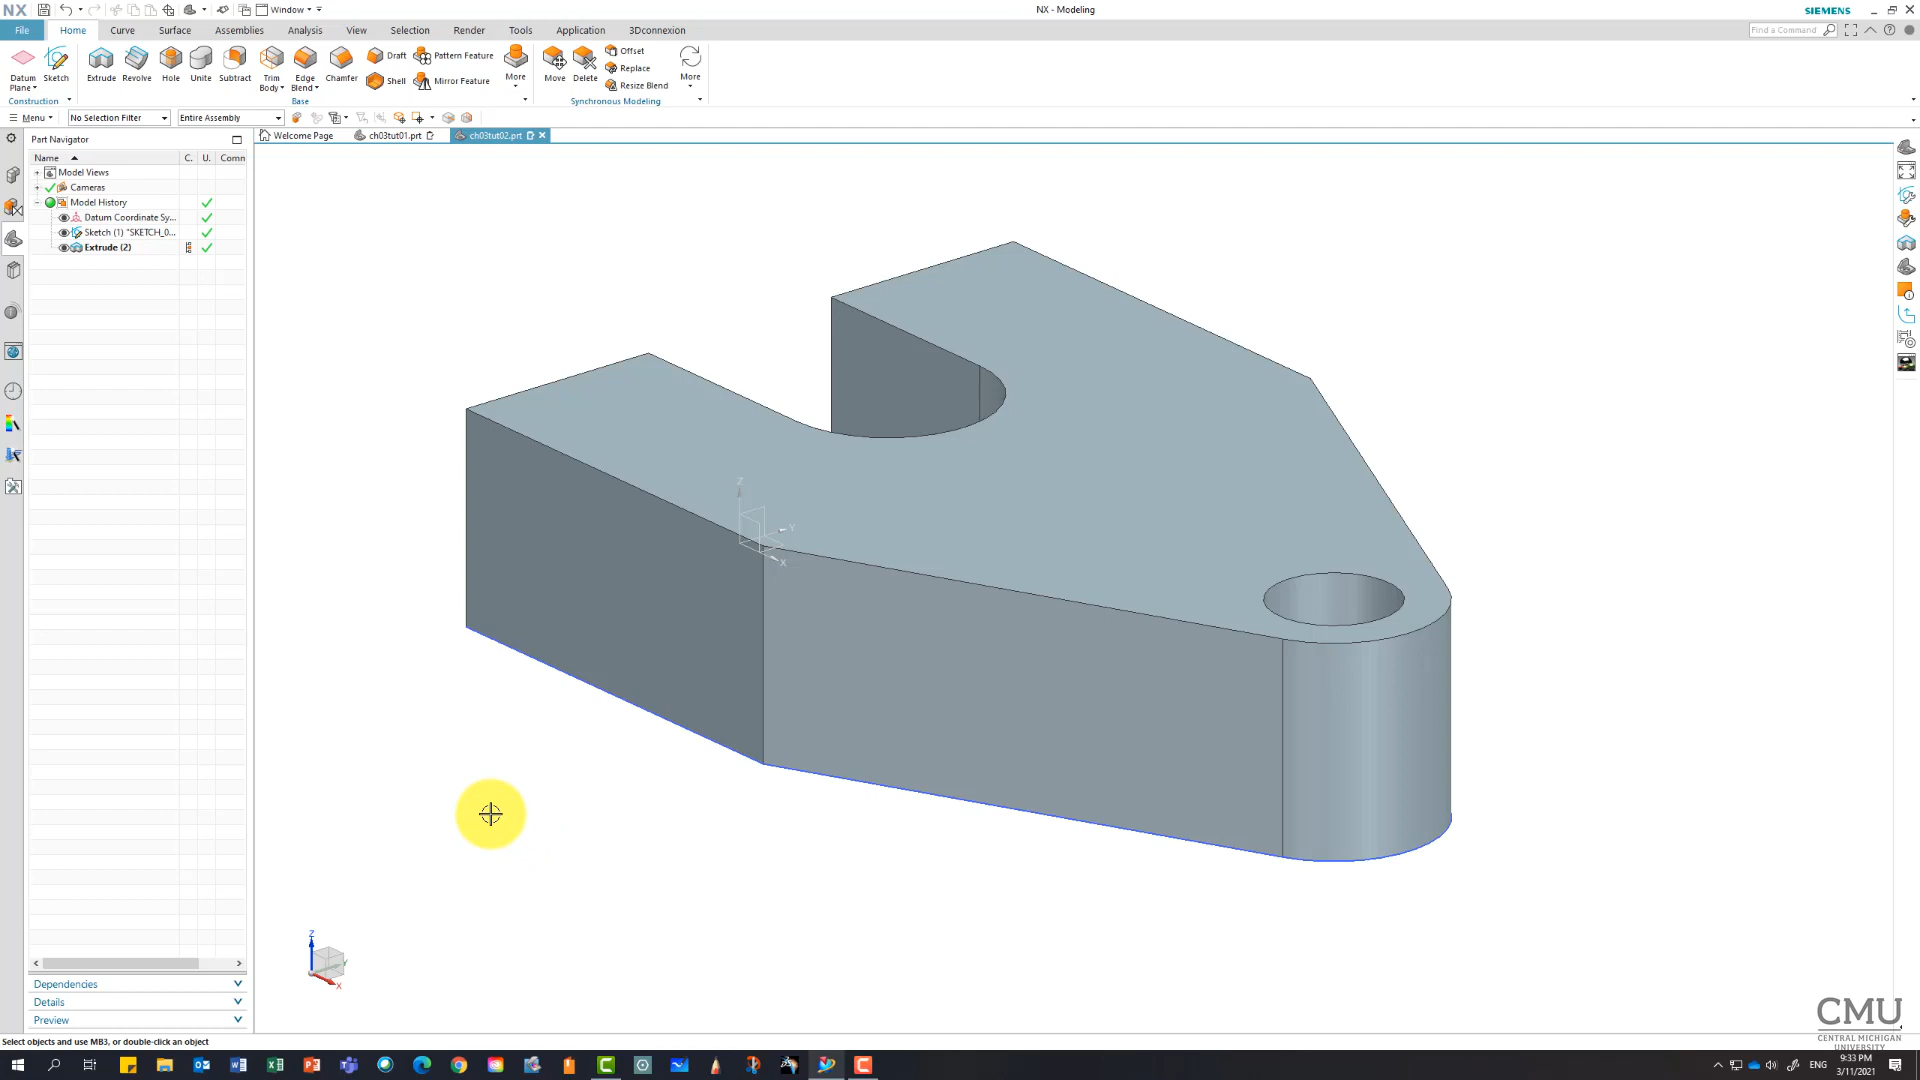 NX Window NX - Modeling SIEMENS
File Home Curve Surface Assemblies Analysis View Selection Render Tools Application 3Dconnexion Find a Command
Datum Plane Sketch Extrude Revolve Hole Unite Subtract Trim Body Edge Blend Chamfer Draft Shell Pattern Feature Mirror Feature More Move Delete Offset Replace Resize Blend More
Construction Base Synchronous Modeling
Menu No Selection Filter Entire Assembly
Part Navigator Welcome Page ch03tut01.prt ch03tut02.prt
Name C. U. Comn
Model Views
Cameras
Model History
Datum Coordinate Sy...
Sketch (1) "SKETCH_0...
Extrude (2)
Z
Y
X
Z
X
Dependencies
Details
Preview
CMU
CENTRAL MICHIGAN
UNIVERSITY
Select objects and use MB3, or double-click an object
ENG 9:33 PM
3/11/2021